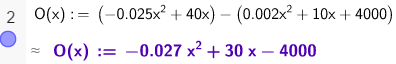 2 O(x) := (−0.025x² + 40x) − (0.002x² + 10x + 4000)
≈ O(x) := −0.027 x² + 30 x − 4000